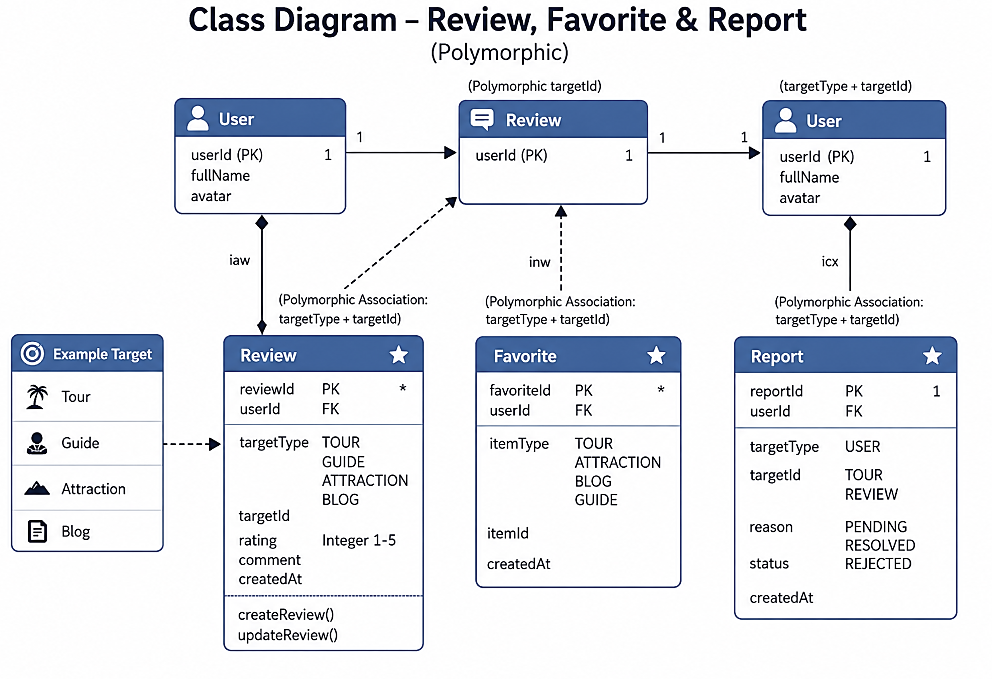 Class Diagram – Review, Favorite & Report
(Polymorphic)
(Polymorphic targetId)
(targetType + targetId)
User
userId (PK) 1
fullName
avatar
1
Review
userId (PK) 1
1 1
User
userId (PK) 1
fullName
avatar
iaw
inw
icx
(Polymorphic Association:
targetType + targetId)
(Polymorphic Association:
targetType + targetId)
(Polymorphic Association:
targetType + targetId)
Example Target
Tour
Guide
Attraction
Blog
Review
reviewId PK *
userId FK
targetType TOUR
GUIDE
ATTRACTION
BLOG
targetId
rating Integer 1-5
comment
createdAt
createReview()
updateReview()
Favorite
favoriteId PK *
userId FK
itemType TOUR
ATTRACTION
BLOG
GUIDE
itemId
createdAt
Report
reportId PK 1
userId FK
targetType USER
targetId TOUR
REVIEW
reason PENDING
RESOLVED
status REJECTED
createdAt